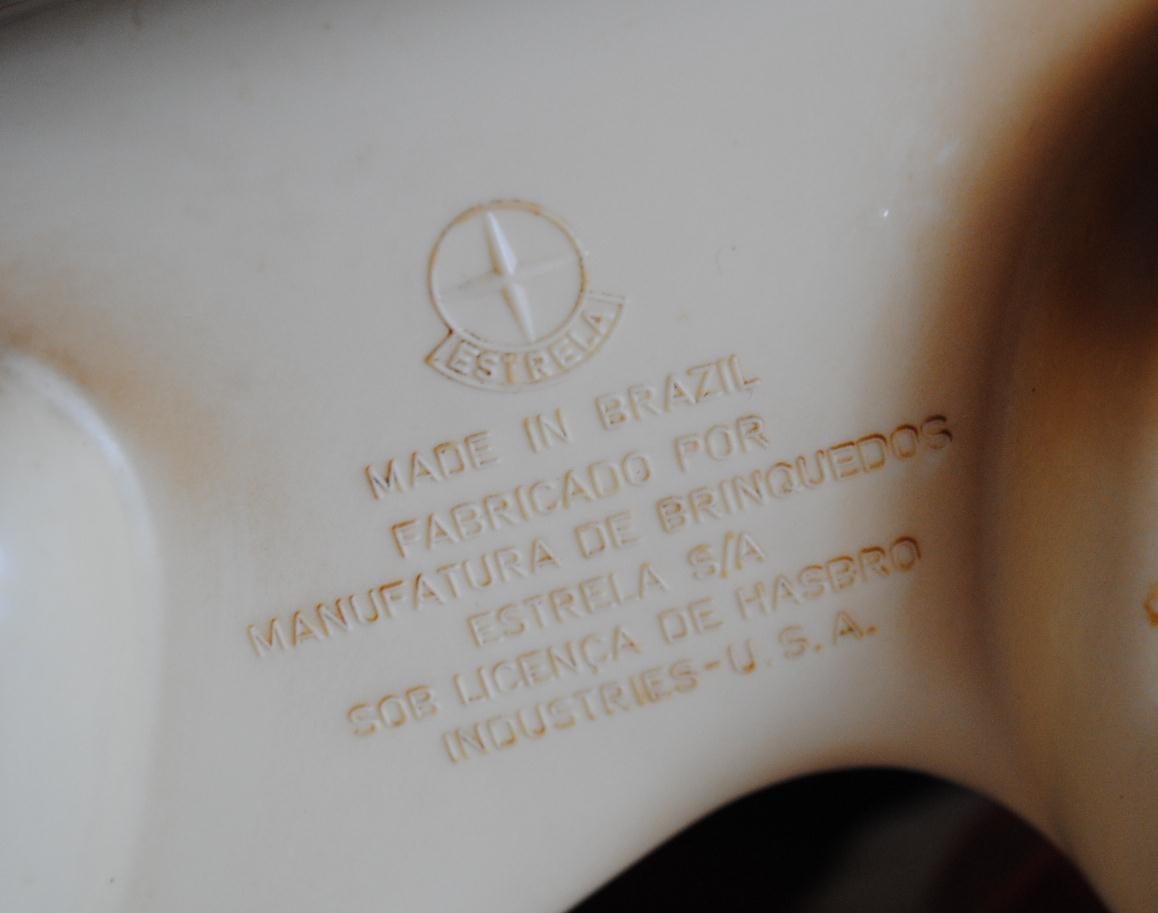 ESTRELA
MADE IN BRAZIL
FABRICADO POR
MANUFATURA DE BRINQUEDOS
ESTRELA S/A
SOB LICENÇA DE HASBRO
INDUSTRIES-U.S.A.